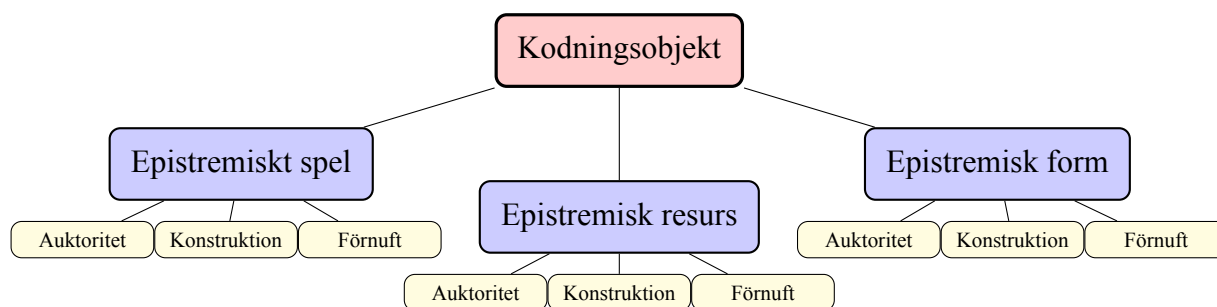 Kodningsobjekt
Epistremiskt spel
Epistremisk form
Epistremisk resurs
Auktoritet Konstruktion Förnuft
Auktoritet Konstruktion Förnuft
Auktoritet Konstruktion Förnuft